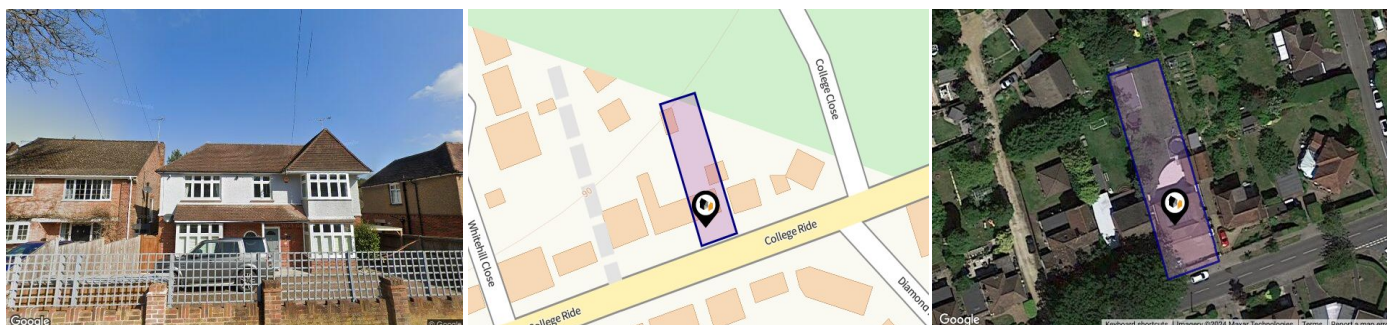 Google
© Google
Whitehill Close
College Ride
College Ride
College Close
Diamond
Google
Keyboard shortcuts
Imagery ©2024 Maxar Technologies
Terms
Report a map